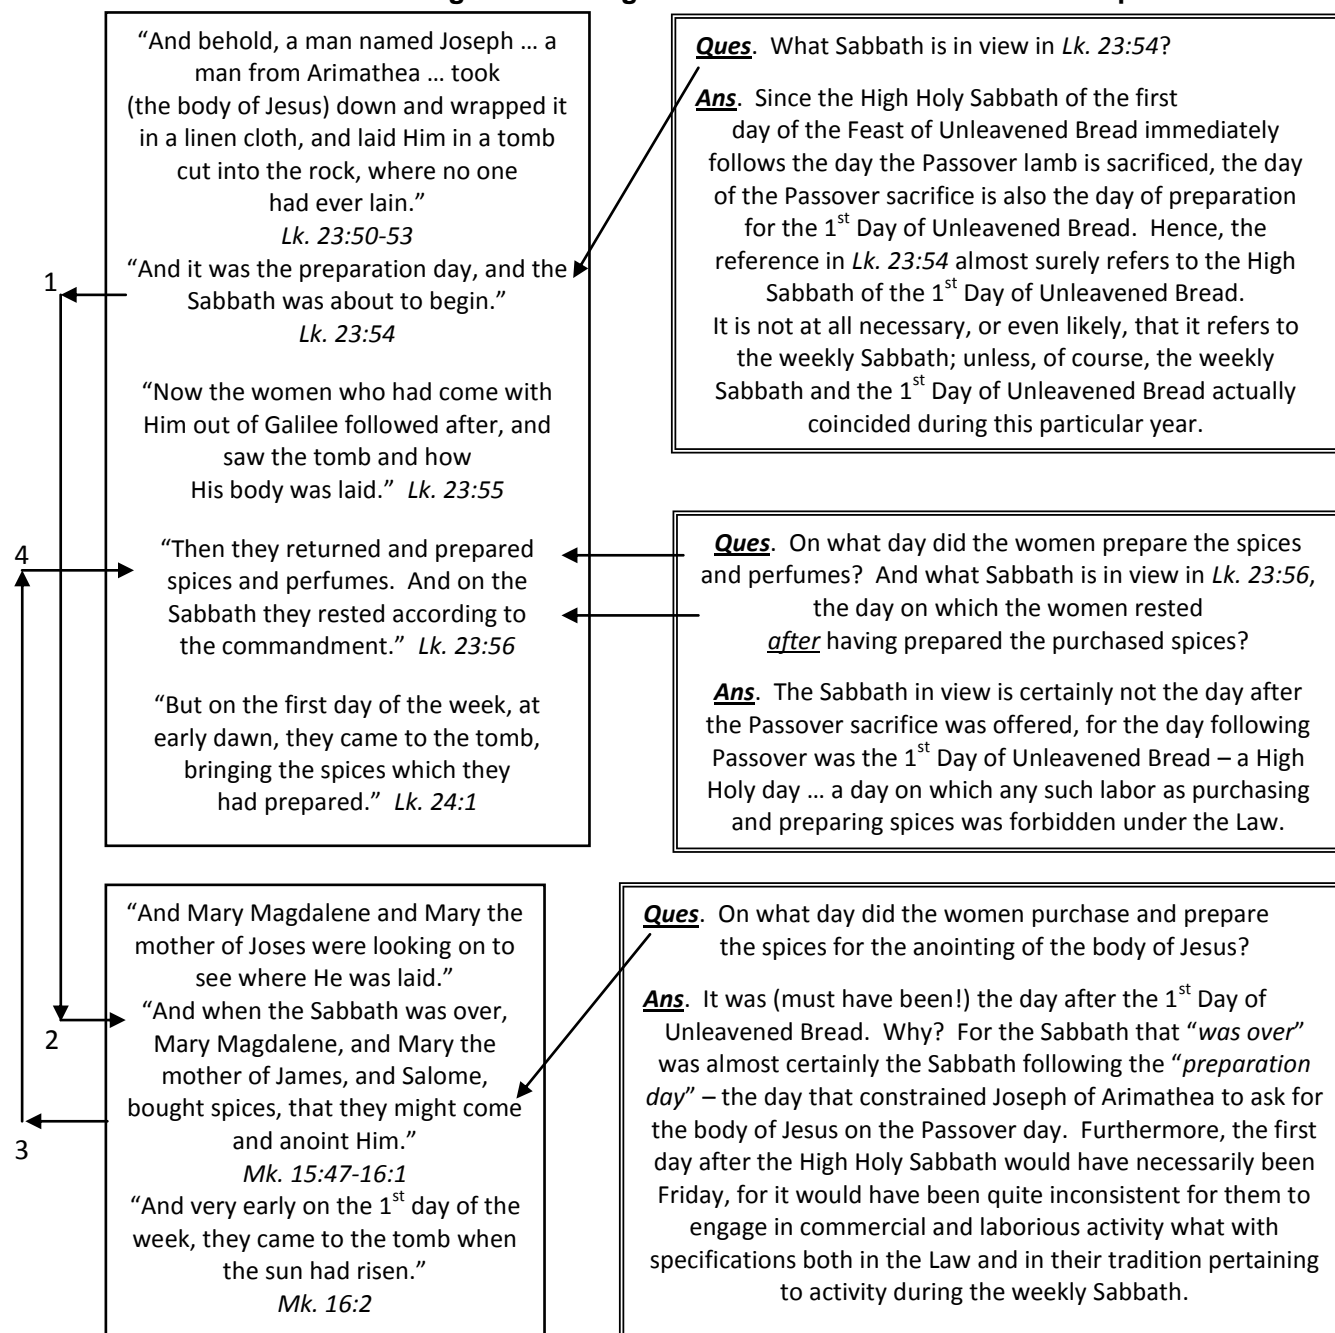 “And behold, a man named Joseph … a
man from Arimathea … took
(the body of Jesus) down and wrapped it
in a linen cloth, and laid Him in a tomb
cut into the rock, where no one
had ever lain.”
Lk. 23:50-53
“And it was the preparation day, and the
Sabbath was about to begin.”
Lk. 23:54
“Now the women who had come with
Him out of Galilee followed after, and
saw the tomb and how
His body was laid.” Lk. 23:55
“Then they returned and prepared
spices and perfumes. And on the
Sabbath they rested according to
the commandment.” Lk. 23:56
“But on the first day of the week, at
early dawn, they came to the tomb,
bringing the spices which they
had prepared.” Lk. 24:1
Ques. What Sabbath is in view in Lk. 23:54?
Ans. Since the High Holy Sabbath of the first
day of the Feast of Unleavened Bread immediately
follows the day the Passover lamb is sacrificed, the day
of the Passover sacrifice is also the day of preparation
for the 1st Day of Unleavened Bread. Hence, the
reference in Lk. 23:54 almost surely refers to the High
Sabbath of the 1st Day of Unleavened Bread.
It is not at all necessary, or even likely, that it refers to
the weekly Sabbath; unless, of course, the weekly
Sabbath and the 1st Day of Unleavened Bread actually
coincided during this particular year.
Ques. On what day did the women prepare the spices
and perfumes? And what Sabbath is in view in Lk. 23:56,
the day on which the women rested
after having prepared the purchased spices?
Ans. The Sabbath in view is certainly not the day after
the Passover sacrifice was offered, for the day following
Passover was the 1st Day of Unleavened Bread – a High
Holy day … a day on which any such labor as purchasing
and preparing spices was forbidden under the Law.
1
4
2
3
“And Mary Magdalene and Mary the
mother of Joses were looking on to
see where He was laid.”
“And when the Sabbath was over,
Mary Magdalene, and Mary the
mother of James, and Salome,
bought spices, that they might come
and anoint Him.”
Mk. 15:47-16:1
“And very early on the 1st day of the
week, they came to the tomb when
the sun had risen.”
Mk. 16:2
Ques. On what day did the women purchase and prepare
the spices for the anointing of the body of Jesus?
Ans. It was (must have been!) the day after the 1st Day of
Unleavened Bread. Why? For the Sabbath that “was over”
was almost certainly the Sabbath following the “preparation
day” – the day that constrained Joseph of Arimathea to ask for
the body of Jesus on the Passover day. Furthermore, the first
day after the High Holy Sabbath would have necessarily been
Friday, for it would have been quite inconsistent for them to
engage in commercial and laborious activity what with
specifications both in the Law and in their tradition pertaining
to activity during the weekly Sabbath.